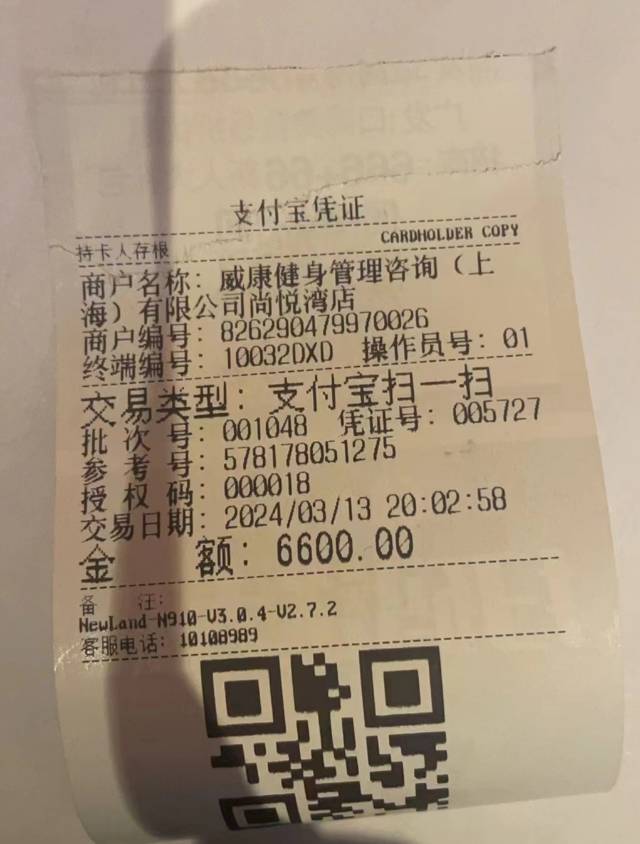 支付宝凭证
持卡人存根 CARDHOLDER COPY
商户名称: 威康健身管理咨询（上
海）有限公司尚悦湾店
商户编号: 826290479970026
终端编号: 10032DXD 操作员号: 01
交易类型: 支付宝扫一扫
批 次 号: 001048 凭证号: 005727
参 考 号: 578178051275
授 权 码: 000018
交易日期: 2024/03/13 20:02:58
金 额: 6600.00
备 注:
NewLand-N910-V3.0.4-V2.7.2
客服电话: 10108989